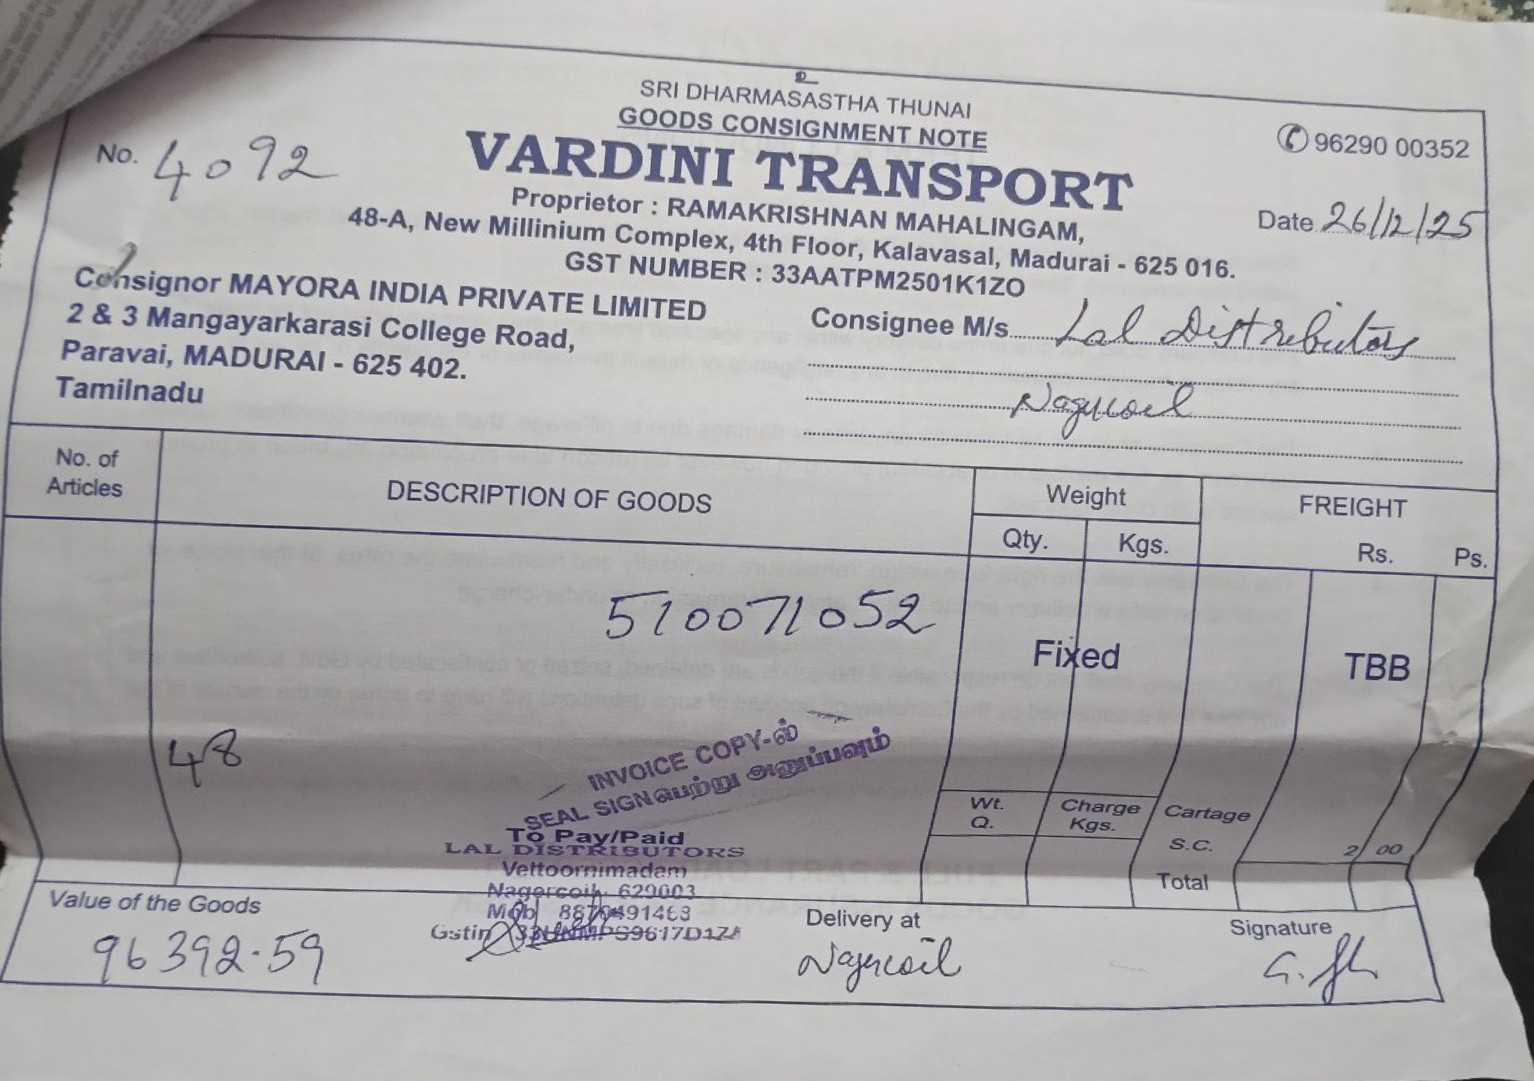 SRI DHARMASASTHA THUNAI
GOODS CONSIGNMENT NOTE
96290 00352
No. 4092
VARDINI TRANSPORT
Proprietor : RAMAKRISHNAN MAHALINGAM,
Date 26/12/25
48-A, New Millinium Complex, 4th Floor, Kalavasal, Madurai - 625 016.
GST NUMBER : 33AATPM2501K1ZO
Consignor MAYORA INDIA PRIVATE LIMITED
2 & 3 Mangayarkarasi College Road,
Paravai, MADURAI - 625 402.
Tamilnadu
Consignee M/s Lal Distributors
Nagercoil
No. of Articles
DESCRIPTION OF GOODS
Weight
Qty. Kgs.
FREIGHT
Rs. Ps.
510071052
Fixed
TBB
48
INVOICE COPY-ல்
SEAL SIGN பெற்று அனுப்பவும்
To Pay/Paid
LAL DISTRIBUTORS
Vettoornimadam
Nagercoil, 629003
Mob
Gstin
Wt. Q.
Charge Kgs.
Cartage
S.C. 2 00
Total
Value of the Goods
96392.59
Delivery at
Nagercoil
Signature